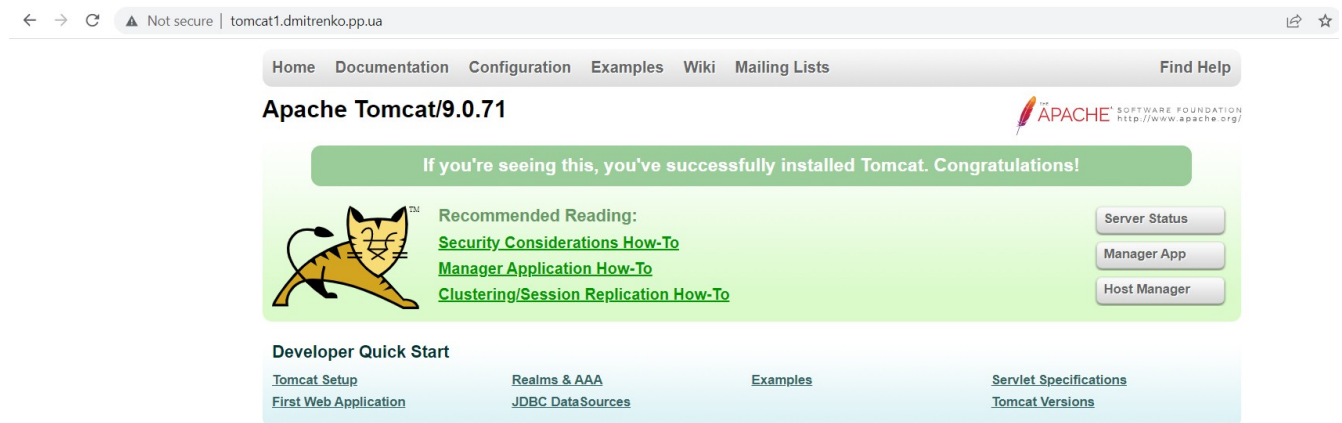 Not secure | tomcat1.dmitrenko.pp.ua
Home Documentation Configuration Examples Wiki Mailing Lists Find Help
Apache Tomcat/9.0.71
THE
APACHE SOFTWARE FOUNDATION
http://www.apache.org/
If you're seeing this, you've successfully installed Tomcat. Congratulations!
TM
Recommended Reading:
Security Considerations How-To
Manager Application How-To
Clustering/Session Replication How-To
Server Status
Manager App
Host Manager
Developer Quick Start
Tomcat Setup Realms & AAA Examples Servlet Specifications
First Web Application JDBC DataSources Tomcat Versions